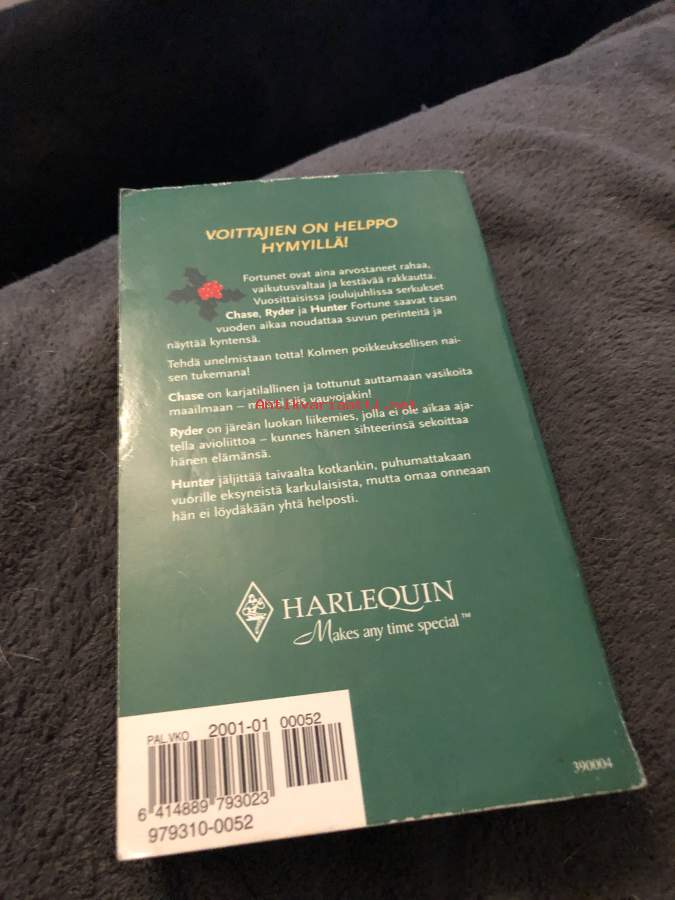 VOITTAJIEN ON HELPPO
HYMYILLÄ!
Fortunet ovat aina arvostaneet rahaa,
vaikutusvaltaa ja kestävää rakkautta.
Vuosittaisissa joulujuhlissa serkukset
Chase, Ryder ja Hunter Fortune saavat tasan
vuoden aikaa noudattaa suvun perinteitä ja
näyttää kyntensä.
Tehdä unelmistaan totta! Kolmen poikkeuksellisen nai-
sen tukemana!
Chase on karjatilallinen ja tottunut auttamaan vasikoita
maailmaan – siis vauvojakin!
Antikvariaatti.net
Ryder on järeän luokan liikemies, jolla ei ole aikaa aja-
tella avioliittoa – kunnes hänen sihteerinsä sekoittaa
hänen elämänsä.
Hunter jäljittää taivaalta kotkankin, puhumattakaan
vuorille eksyneistä karkulaisista, mutta omaa onneaan
hän ei löydäkään yhtä helposti.
HARLEQUIN
Makes any time special™
PAL.VKO 2001-01 00052
6 414889 793023
979310-0052
390004